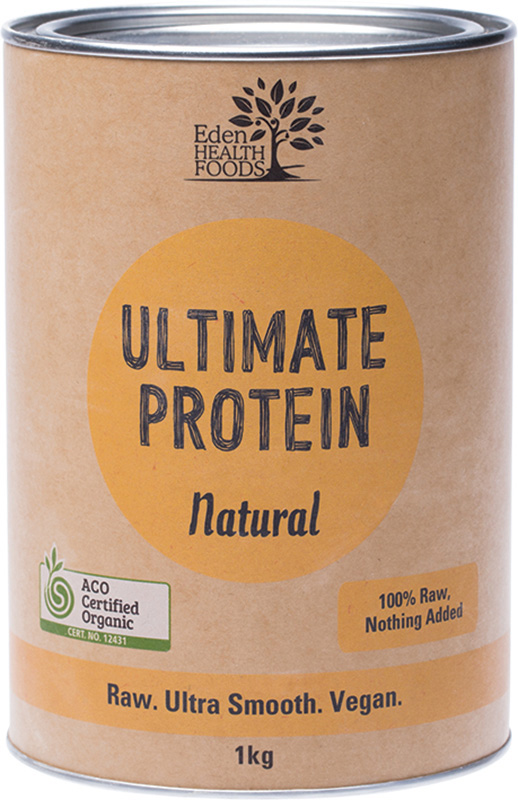 Eden
HEALTH
FOODS
ULTIMATE
PROTEIN
Natural
ACO
Certified
Organic
CERT. NO. 12431
100% Raw,
Nothing Added
Raw. Ultra Smooth. Vegan.
1kg